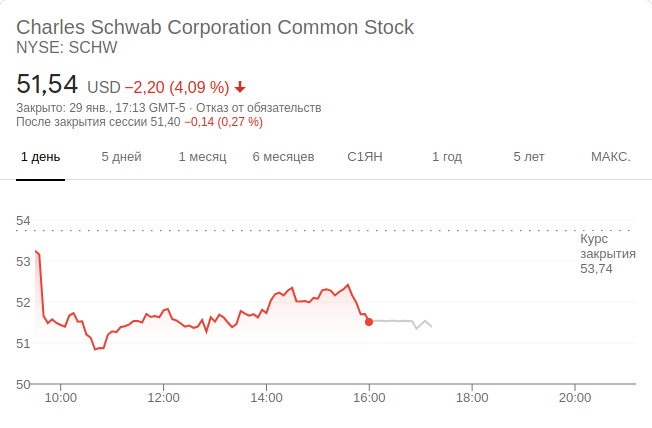 Charles Schwab Corporation Common Stock
NYSE: SCHW
51,54 USD −2,20 (4,09 %)
Закрыто: 29 янв., 17:13 GMT-5 · Отказ от обязательств
После закрытия сессии 51,40 −0,14 (0,27 %)
1 день 5 дней 1 месяц 6 месяцев С1ЯН 1 год 5 лет МАКС.
54
Курс
закрытия
53,74
53
52
51
50
10:00 12:00 14:00 16:00 18:00 20:00